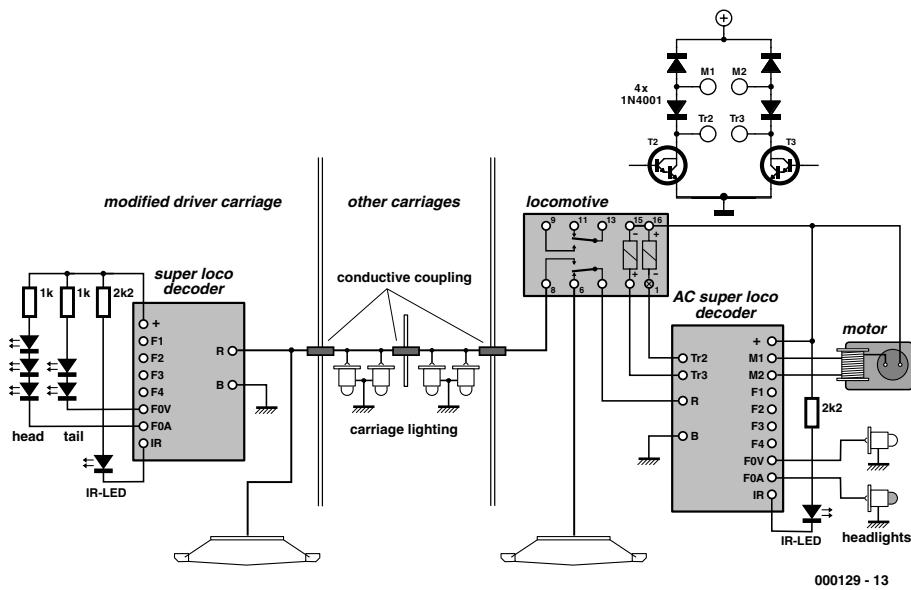 +
4x
1N4001
M1
M2
Tr2
Tr3
T2
T3
modified driver carriage
other carriages
locomotive
9
11
13
15
16
-
+
+
-
8
6
1
conductive coupling
super loco
decoder
1k
1k
2k2
+
F1
F2
F3
F4
F0V
F0A
IR
R
B
head
tail
IR-LED
carriage lighting
AC super loco
decoder
Tr2
Tr3
R
B
+
M1
M2
F1
F2
F3
F4
F0V
F0A
IR
motor
2k2
IR-LED
headlights
000129 - 13